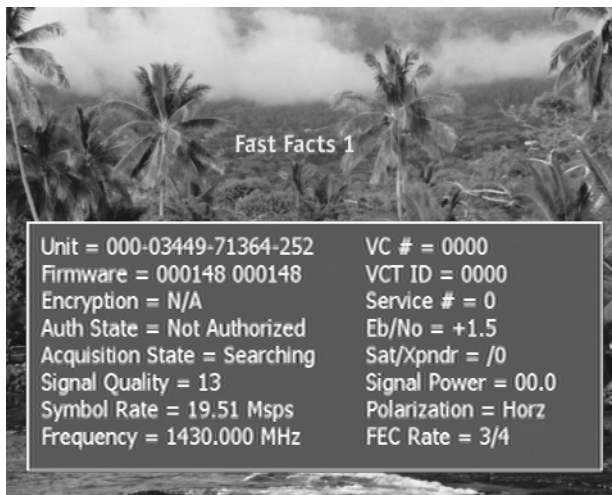 Fast Facts 1
Unit = 000-03449-71364-252
Firmware = 000148 000148
Encryption = N/A
Auth State = Not Authorized
Acquisition State = Searching
Signal Quality = 13
Symbol Rate = 19.51 Msps
Frequency = 1430.000 MHz
VC # = 0000
VCT ID = 0000
Service # = 0
Eb/No = +1.5
Sat/Xpndr = /0
Signal Power = 00.0
Polarization = Horz
FEC Rate = 3/4